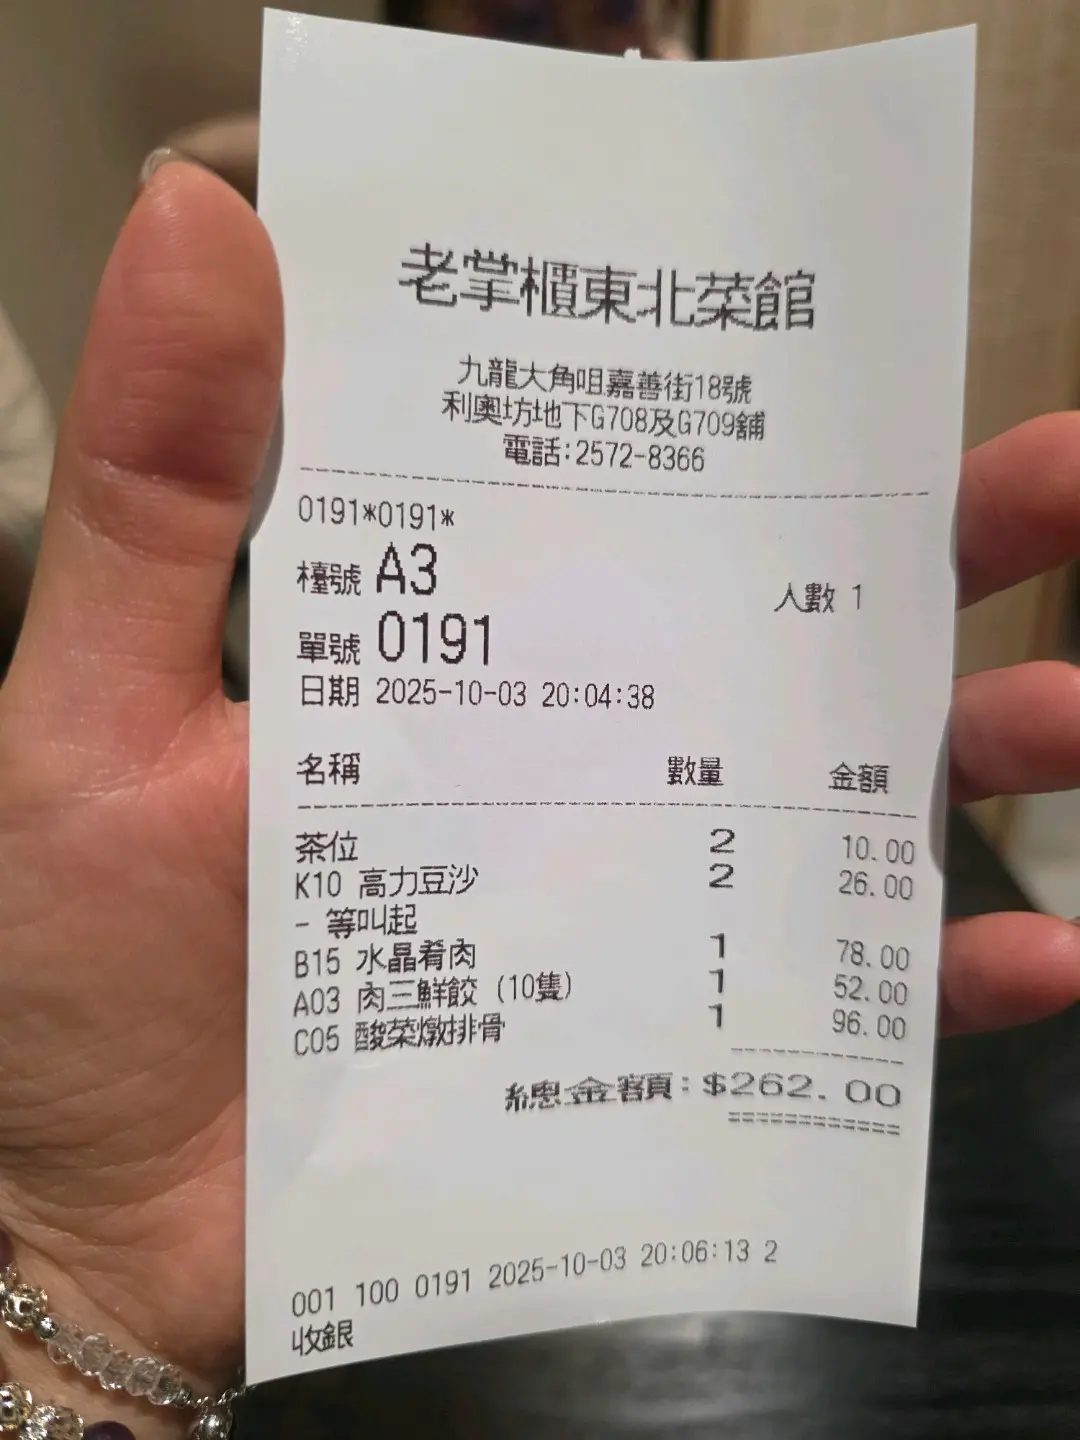 老掌櫃東北菜館
九龍大角咀嘉善街18號
利奧坊地下G708及G709舖
電話:2572-8366
0191*0191*
檯號 A3 人數 1
單號 0191
日期 2025-10-03 20:04:38
名稱 數量 金額
茶位 2 10.00
K10 高力豆沙 2 26.00
- 等叫起
B15 水晶肴肉 1 78.00
A03 肉三鮮餃 (10隻) 1 52.00
C05 酸菜燉排骨 1 96.00
總金額:$262.00
001 100 0191 2025-10-03 20:06:13 2
收銀